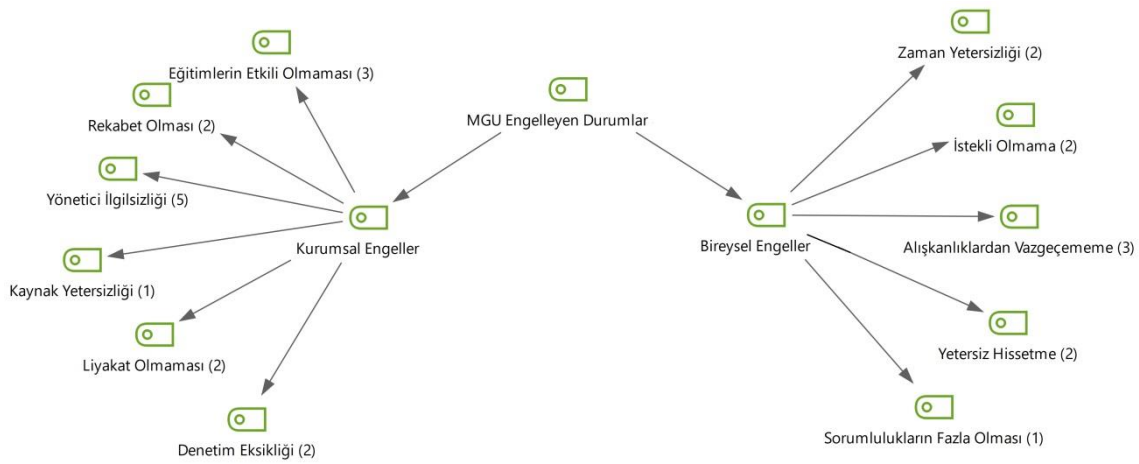 MGU Engelleyen Durumlar
Kurumsal Engeller
Eğitimlerin Etkili Olmaması (3)
Rekabet Olması (2)
Yönetici İlgisizliği (5)
Kaynak Yetersizliği (1)
Liyakat Olmaması (2)
Denetim Eksikliği (2)
Bireysel Engeller
Zaman Yetersizliği (2)
İstekli Olmama (2)
Alışkanlıklardan Vazgeçememe (3)
Yetersiz Hissetme (2)
Sorumlulukların Fazla Olması (1)